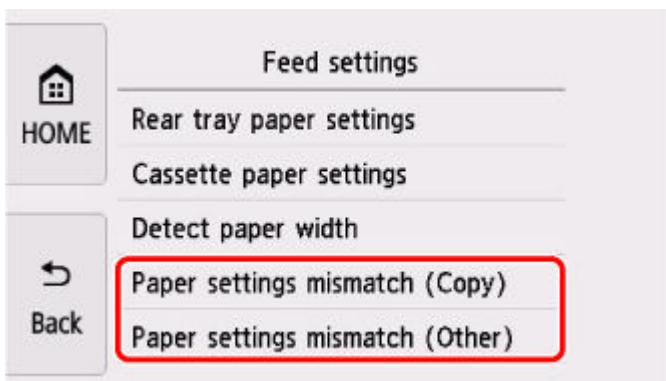 Feed settings
HOME
Rear tray paper settings
Cassette paper settings
Detect paper width
Back
Paper settings mismatch (Copy)
Paper settings mismatch (Other)